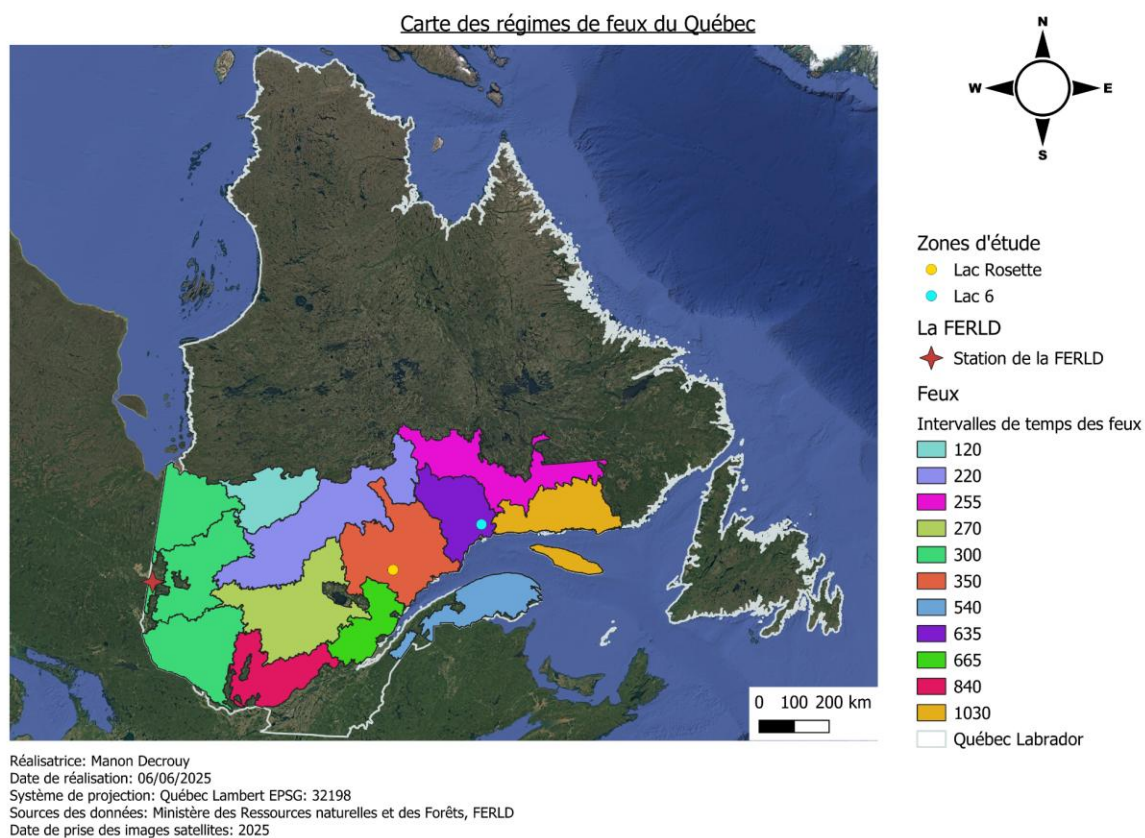 Carte des régimes de feux du Québec
N
W
E
S
Zones d'étude
Lac Rosette
Lac 6
La FERLD
Station de la FERLD
Feux
Intervalles de temps des feux
120
220
255
270
300
350
540
635
665
840
1030
Québec Labrador
0 100 200 km
Réalisatrice: Manon Decrouy
Date de réalisation: 06/06/2025
Système de projection: Québec Lambert EPSG: 32198
Sources des données: Ministère des Ressources naturelles et des Forêts, FERLD
Date de prise des images satellites: 2025